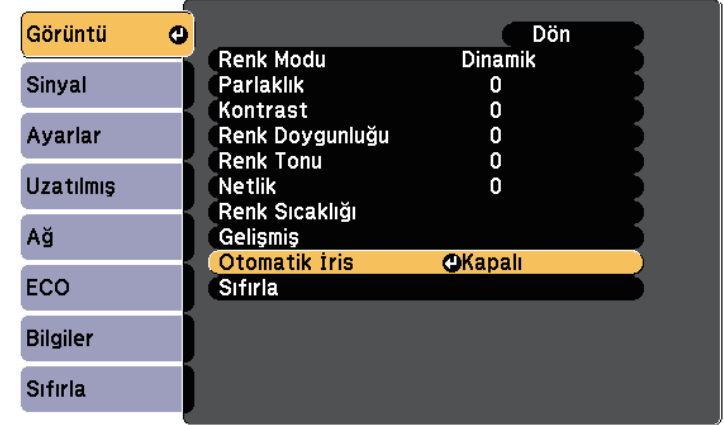 Görüntü
Sinyal
Ayarlar
Uzatılmış
Ağ
ECO
Bilgiler
Sıfırla
Dön
Renk Modu Dinamik
Parlaklık 0
Kontrast 0
Renk Doygunluğu 0
Renk Tonu 0
Netlik 0
Renk Sıcaklığı
Gelişmiş
Otomatik İris Kapalı
Sıfırla